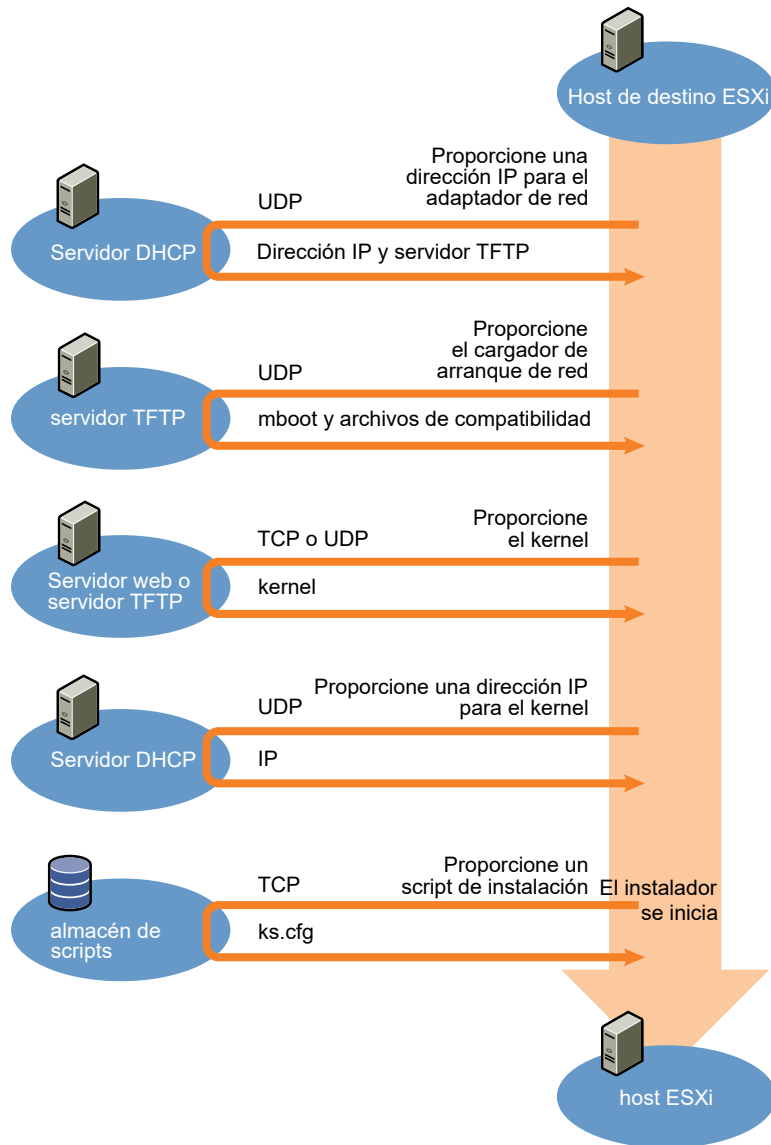 Host de destino ESXi
Proporcione una
dirección IP para el
adaptador de red
UDP
Servidor DHCP
Dirección IP y servidor TFTP
Proporcione
el cargador de
arranque de red
UDP
servidor TFTP
mboot y archivos de compatibilidad
Proporcione
el kernel
TCP o UDP
Servidor web o
servidor TFTP
kernel
Proporcione una dirección IP
para el kernel
UDP
Servidor DHCP
IP
Proporcione un
script de instalación
TCP
El instalador
se inicia
almacén de
scripts
ks.cfg
host ESXi